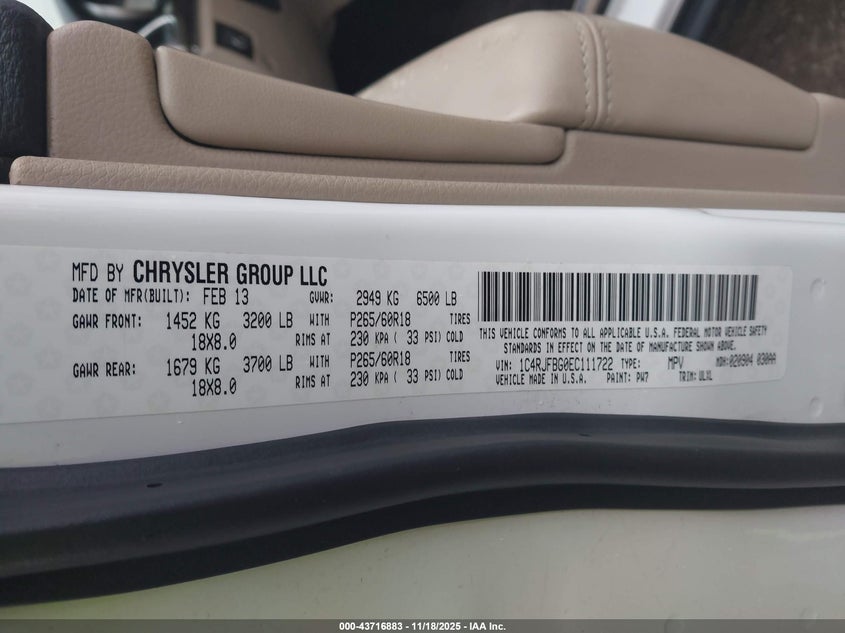 MFD BY CHRYSLER GROUP LLC
DATE OF MFR(BUILT): FEB 13 GVWR: 2949 KG 6500 LB
GAWR FRONT: 1452 KG 3200 LB WITH P265/60R18 TIRES
18X8.0 RIMS AT 230 KPA ( 33 PSI) COLD
GAWR REAR: 1679 KG 3700 LB WITH P265/60R18 TIRES
18X8.0 RIMS AT 230 KPA ( 33 PSI) COLD
THIS VEHICLE CONFORMS TO ALL APPLICABLE U.S.A. FEDERAL MOTOR VEHICLE SAFETY
STANDARDS IN EFFECT ON THE DATE OF MANUFACTURE SHOWN ABOVE.
VIN: 1C4RJFBG0EC111722 TYPE: MPV MDH: 020904 030AA
VEHICLE MADE IN U.S.A. PAINT: PW7 TRIM: ULXL
000-43716883 - 11/18/2025 - IAA Inc.